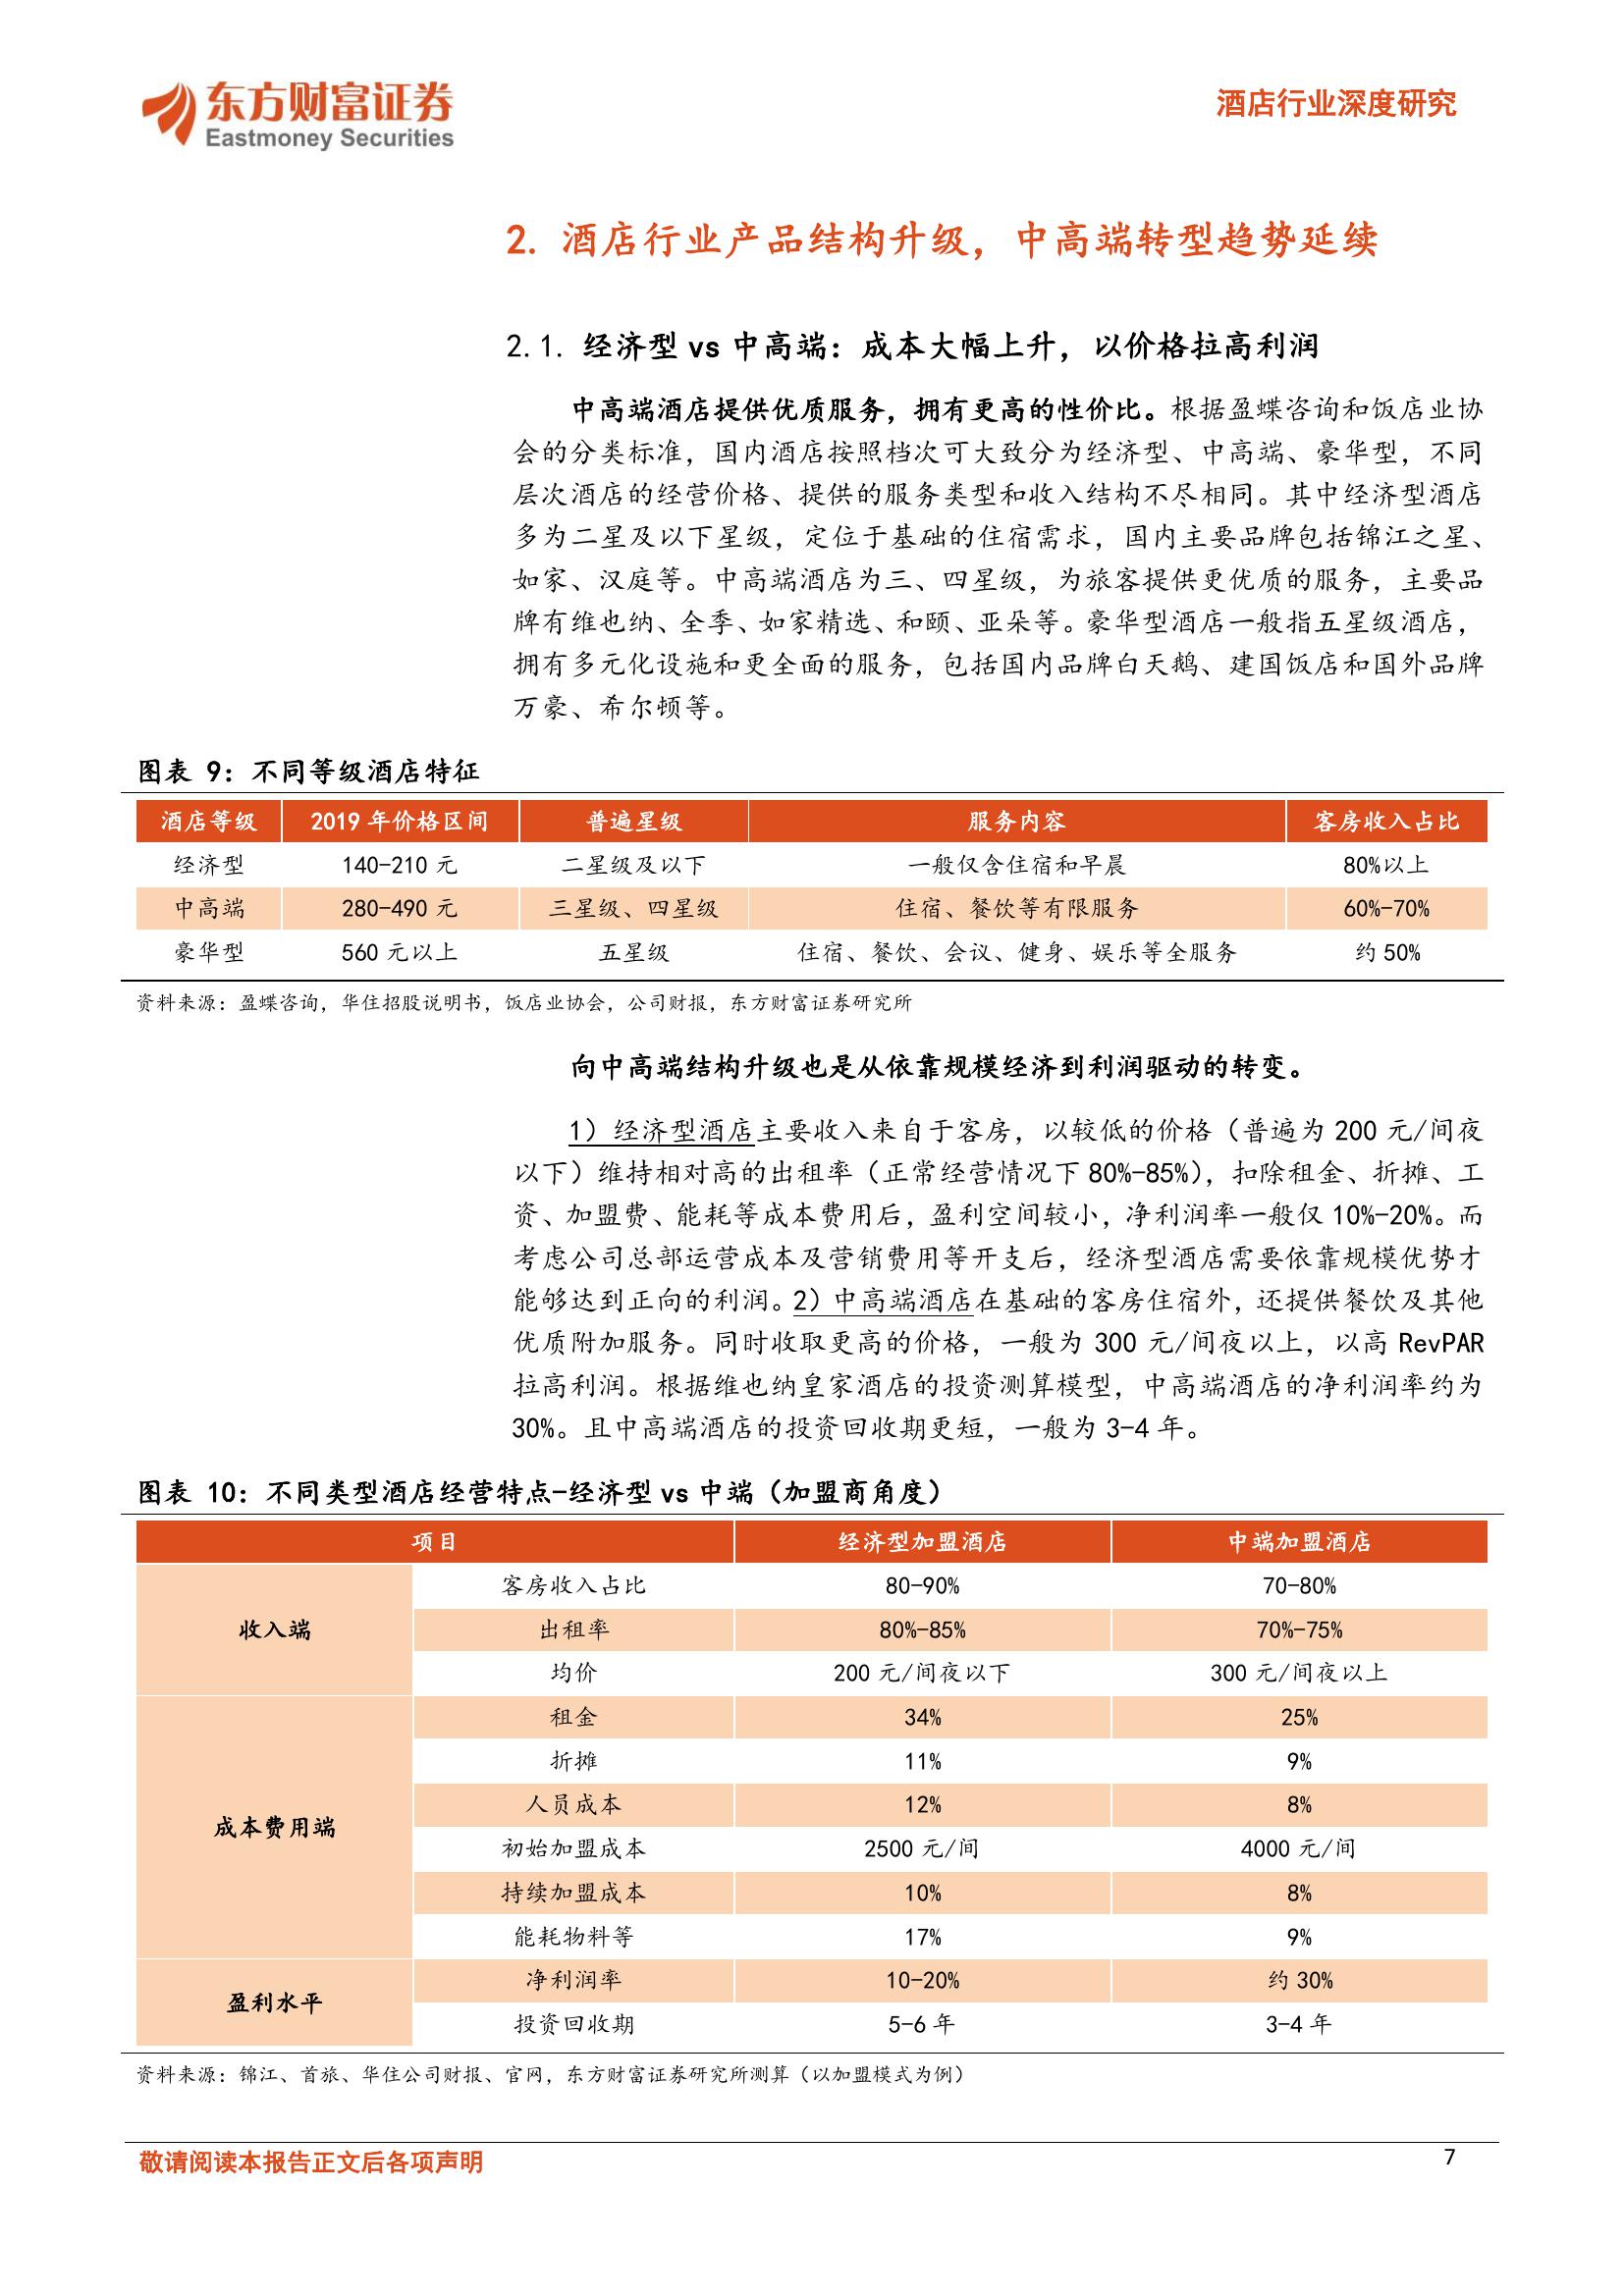 东方财富证券
Eastmoney Securities
酒店行业深度研究
2. 酒店行业产品结构升级，中高端转型趋势延续
2.1. 经济型 vs 中高端：成本大幅上升，以价格拉高利润
中高端酒店提供优质服务，拥有更高的性价比。根据盈蝶咨询和饭店业协
会的分类标准，国内酒店按照档次可大致分为经济型、中高端、豪华型，不同
层次酒店的经营价格、提供的服务类型和收入结构不尽相同。其中经济型酒店
多为二星及以下星级，定位于基础的住宿需求，国内主要品牌包括锦江之星、
如家、汉庭等。中高端酒店为三、四星级，为旅客提供更优质的服务，主要品
牌有维也纳、全季、如家精选、和颐、亚朵等。豪华型酒店一般指五星级酒店，
拥有多元化设施和更全面的服务，包括国内品牌白天鹅、建国饭店和国外品牌
万豪、希尔顿等。
图表 9：不同等级酒店特征
酒店等级 2019 年价格区间 普遍星级 服务内容 客房收入占比
经济型 140-210 元 二星级及以下 一般仅含住宿和早晨 80%以上
中高端 280-490 元 三星级、四星级 住宿、餐饮等有限服务 60%-70%
豪华型 560 元以上 五星级 住宿、餐饮、会议、健身、娱乐等全服务 约 50%
资料来源：盈蝶咨询，华住招股说明书，饭店业协会，公司财报，东方财富证券研究所
向中高端结构升级也是从依靠规模经济到利润驱动的转变。
1）经济型酒店主要收入来自于客房，以较低的价格（普遍为 200 元/间夜
以下）维持相对高的出租率（正常经营情况下 80%-85%），扣除租金、折摊、工
资、加盟费、能耗等成本费用后，盈利空间较小，净利润率一般仅 10%-20%。而
考虑公司总部运营成本及营销费用等开支后，经济型酒店需要依靠规模优势才
能够达到正向的利润。2）中高端酒店在基础的客房住宿外，还提供餐饮及其他
优质附加服务。同时收取更高的价格，一般为 300 元/间夜以上，以高 RevPAR
拉高利润。根据维也纳皇家酒店的投资测算模型，中高端酒店的净利润率约为
30%。且中高端酒店的投资回收期更短，一般为 3-4 年。
图表 10：不同类型酒店经营特点-经济型 vs 中端（加盟商角度）
项目 经济型加盟酒店 中端加盟酒店
收入端
客房收入占比 80-90% 70-80%
出租率 80%-85% 70%-75%
均价 200 元/间夜以下 300 元/间夜以上
成本费用端
租金 34% 25%
折摊 11% 9%
人员成本 12% 8%
初始加盟成本 2500 元/间 4000 元/间
持续加盟成本 10% 8%
能耗物料等 17% 9%
盈利水平
净利润率 10-20% 约 30%
投资回收期 5-6 年 3-4 年
资料来源：锦江、首旅、华住公司财报、官网，东方财富证券研究所测算（以加盟模式为例）
敬请阅读本报告正文后各项声明
7